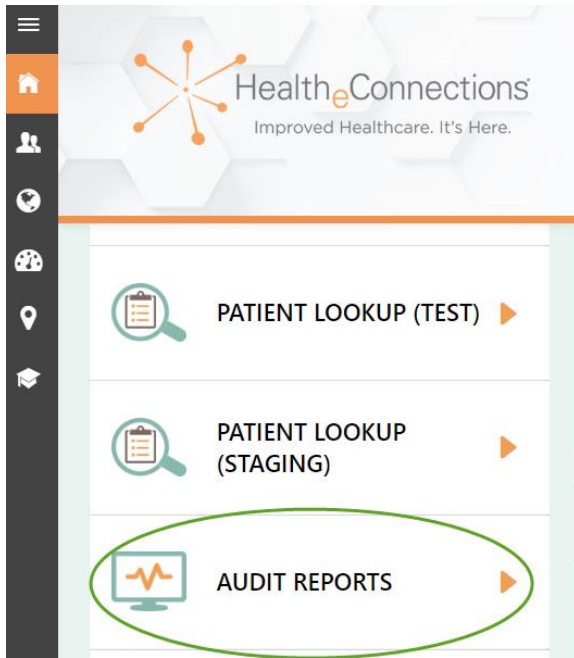 HealtheConnections
Improved Healthcare. It's Here.
PATIENT LOOKUP (TEST)
PATIENT LOOKUP
(STAGING)
AUDIT REPORTS